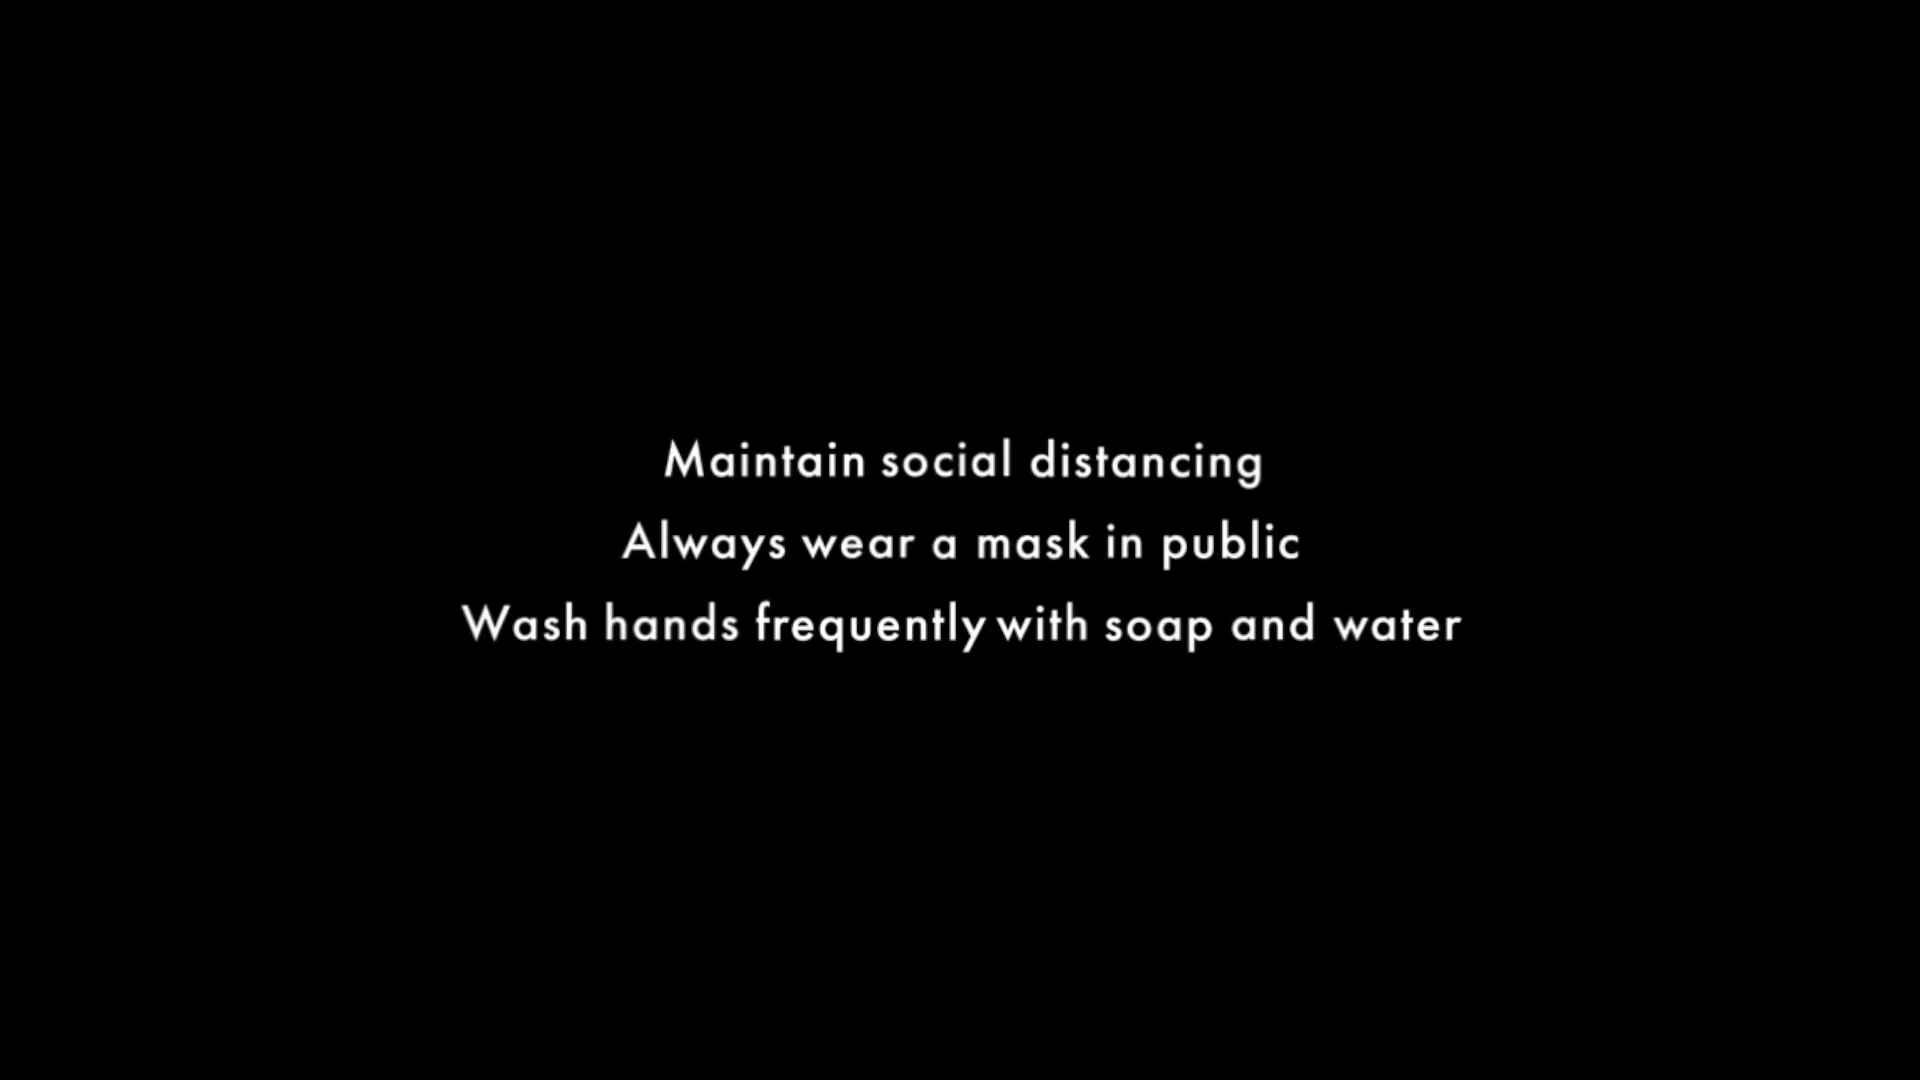 Maintain social distancing
Always wear a mask in public
Wash hands frequently with soap and water